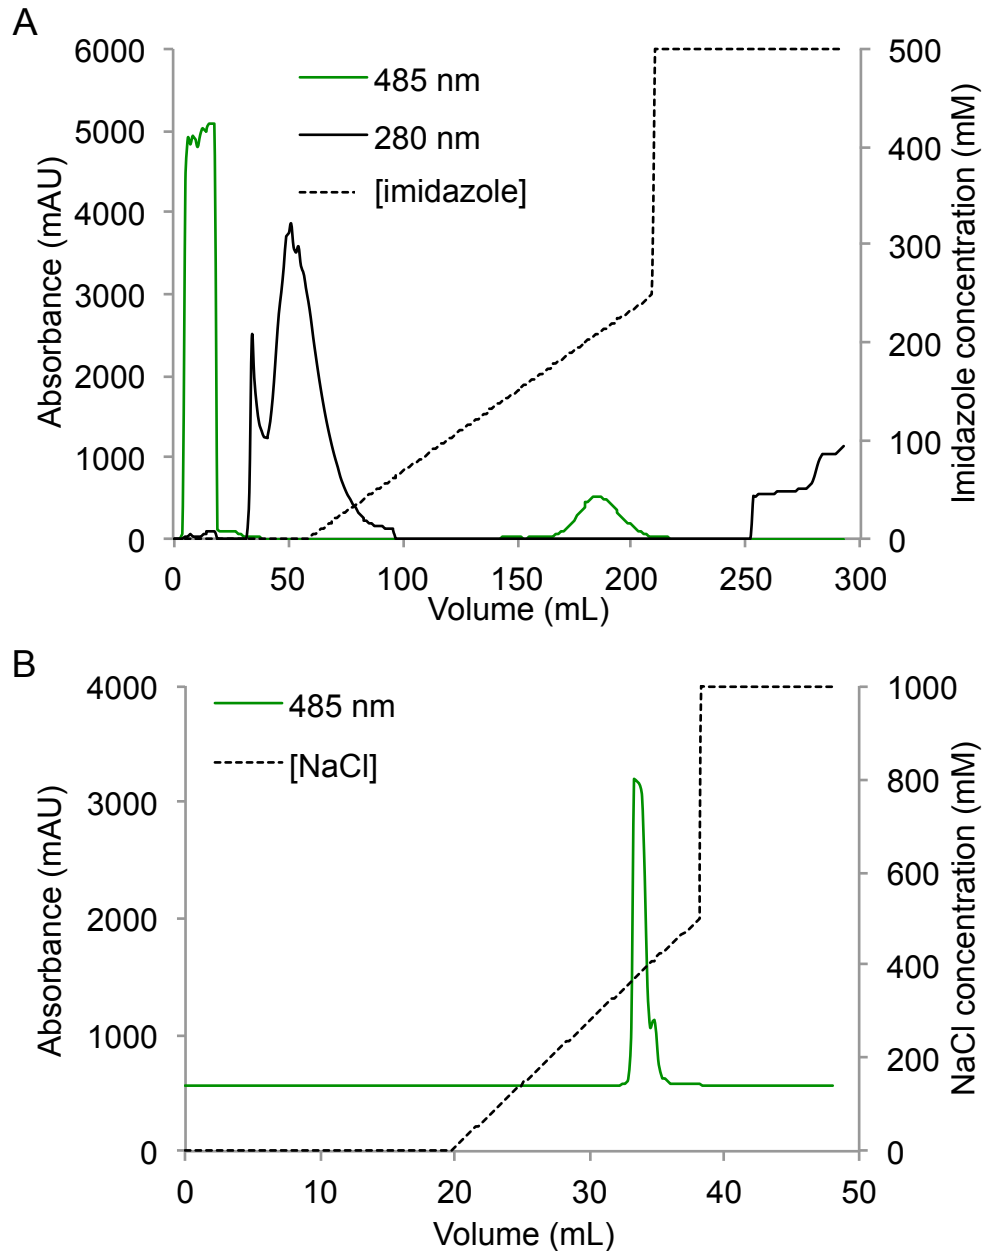 A
6000
5000
4000
3000
2000
1000
0
Absorbance (mAU)
485 nm
280 nm
[imidazole]
500
400
300
200
100
0
Imidazole concentration (mM)
0 50 100 150 200 250 300
Volume (mL)
B
4000
3000
2000
1000
0
Absorbance (mAU)
485 nm
[NaCl]
1000
800
600
400
200
0
NaCl concentration (mM)
0 10 20 30 40 50
Volume (mL)